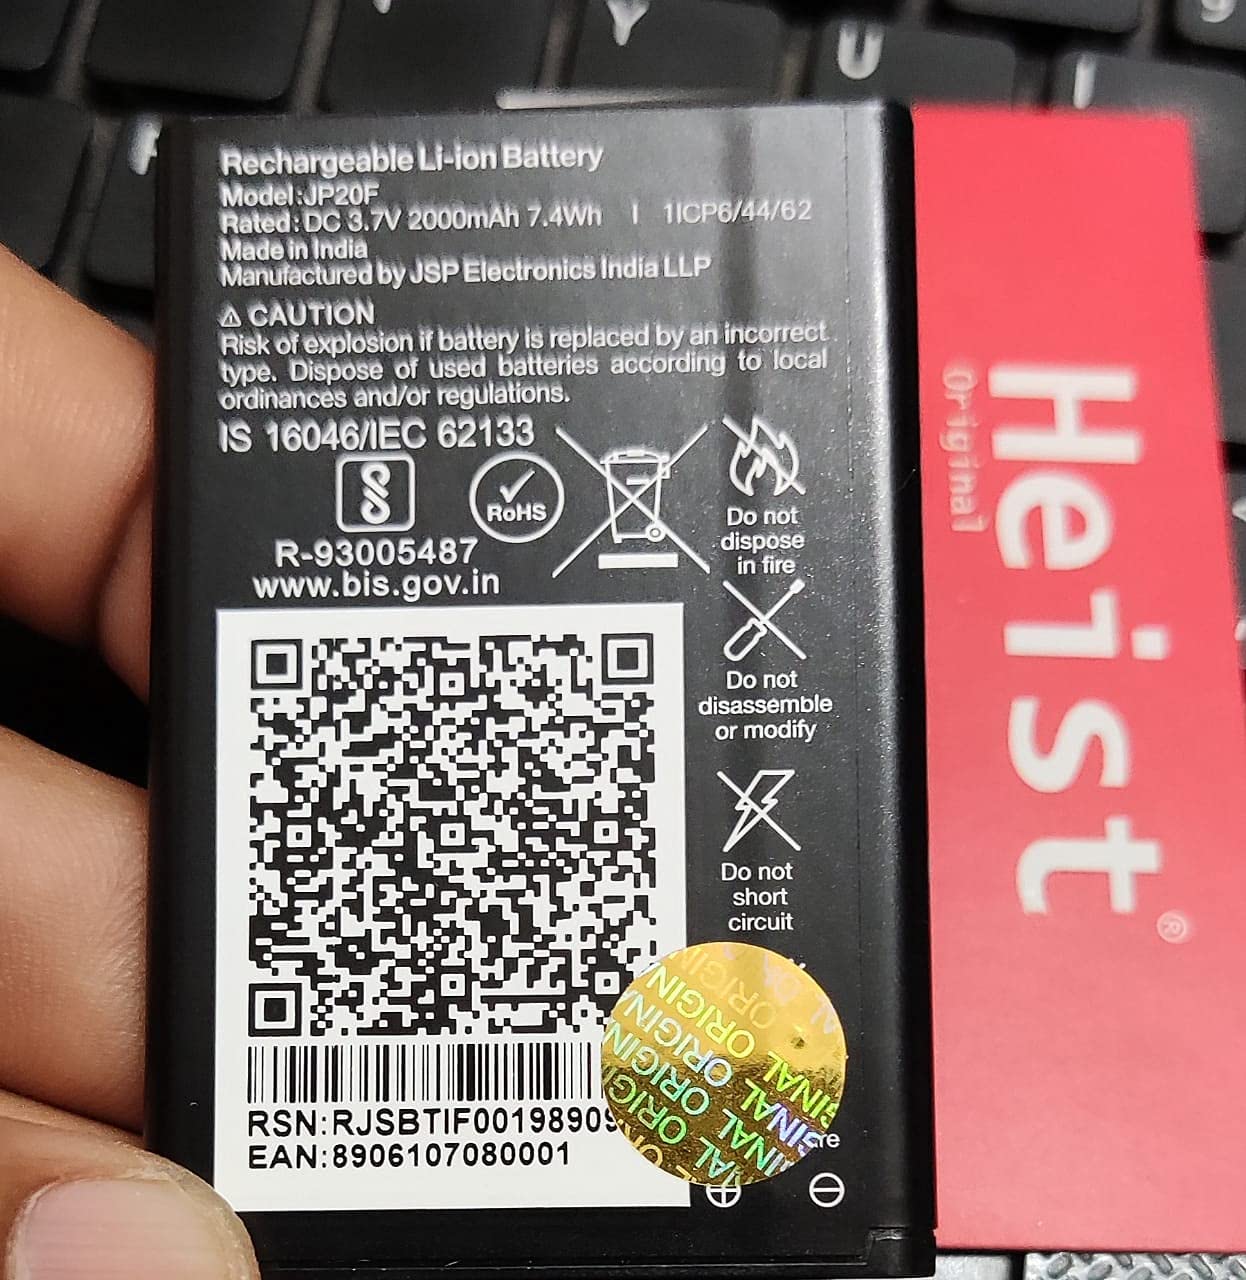 Y
U
Rechargeable Li-ion Battery
Model:JP20F
Rated: DC 3.7V 2000mAh 7.4Wh | 1ICP6/44/62
Made in India
Manufactured by JSP Electronics India LLP
⚠ CAUTION
Risk of explosion if battery is replaced by an incorrect
type. Dispose of used batteries according to local
ordinances and/or regulations.
IS 16046/IEC 62133
RoHS
R-93005487
www.bis.gov.in
Do not
dispose
in fire
Do not
disassemble
or modify
Do not
short
circuit
RSN:RJSBTIF00198909
EAN:8906107080001
ORIGINAL ORIGINAL
⊕ ⊖
Heist®
Original